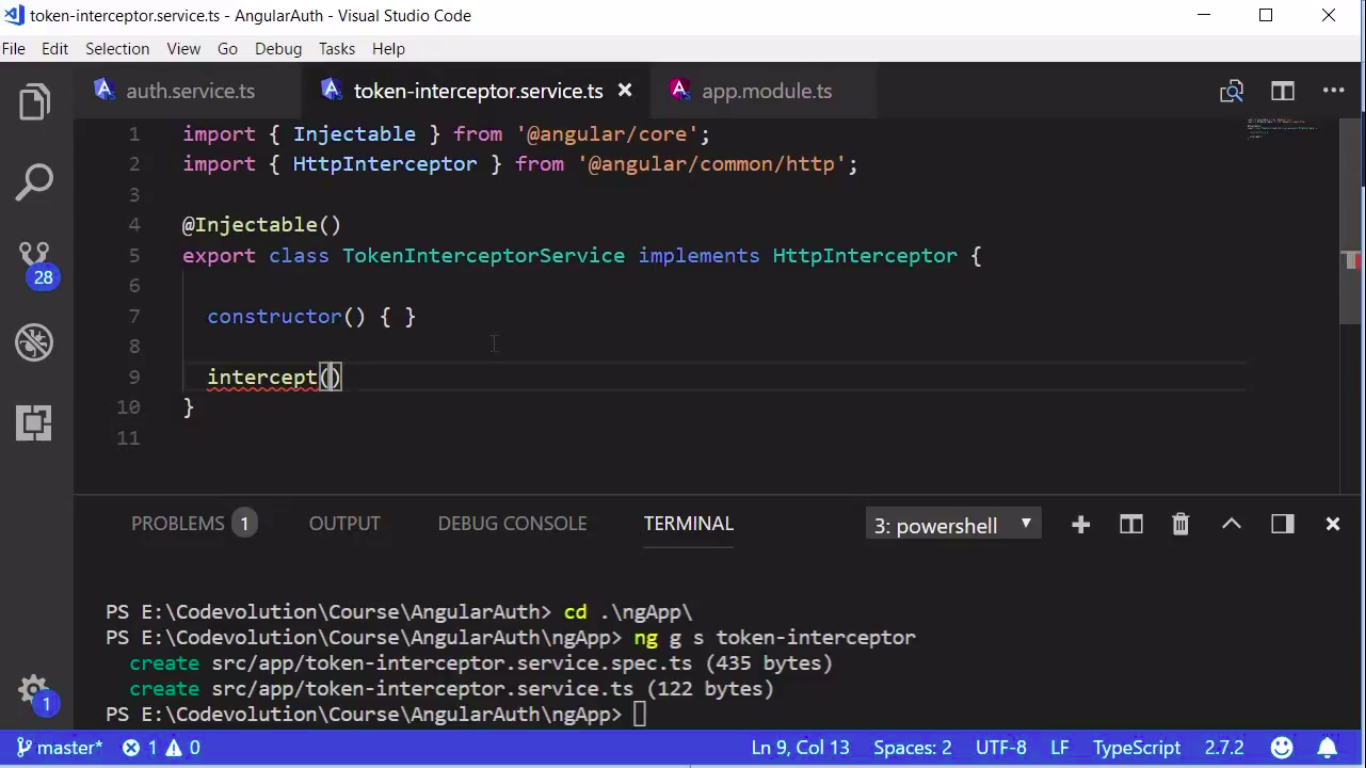 token-interceptor.service.ts - AngularAuth - Visual Studio Code
File Edit Selection View Go Debug Tasks Help
auth.service.ts token-interceptor.service.ts app.module.ts
1 import { Injectable } from '@angular/core';
2 import { HttpInterceptor } from '@angular/common/http';
3
4 @Injectable()
5 export class TokenInterceptorService implements HttpInterceptor {
6
7 constructor() { }
8
9 intercept()
10 }
11
28
PROBLEMS 1 OUTPUT DEBUG CONSOLE TERMINAL 3: powershell
PS E:\Codevolution\Course\AngularAuth> cd .\ngApp\
PS E:\Codevolution\Course\AngularAuth\ngApp> ng g s token-interceptor
create src/app/token-interceptor.service.spec.ts (435 bytes)
create src/app/token-interceptor.service.ts (122 bytes)
PS E:\Codevolution\Course\AngularAuth\ngApp>
1
master* 1 0 Ln 9, Col 13 Spaces: 2 UTF-8 LF TypeScript 2.7.2